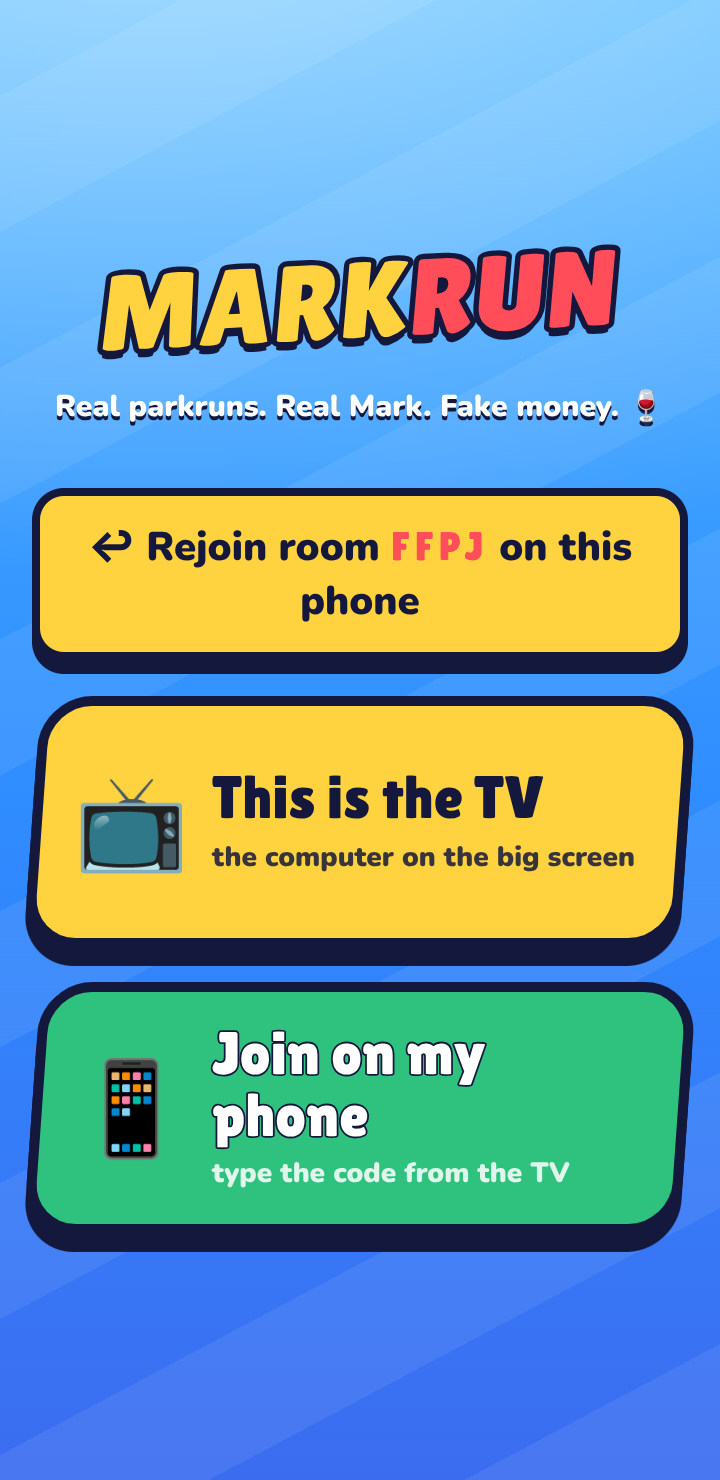 MARKRUN
Real parkruns. Real Mark. Fake money. 🍷
↩ Rejoin room FFPJ on this
phone
This is the TV
the computer on the big screen
Join on my
phone
type the code from the TV